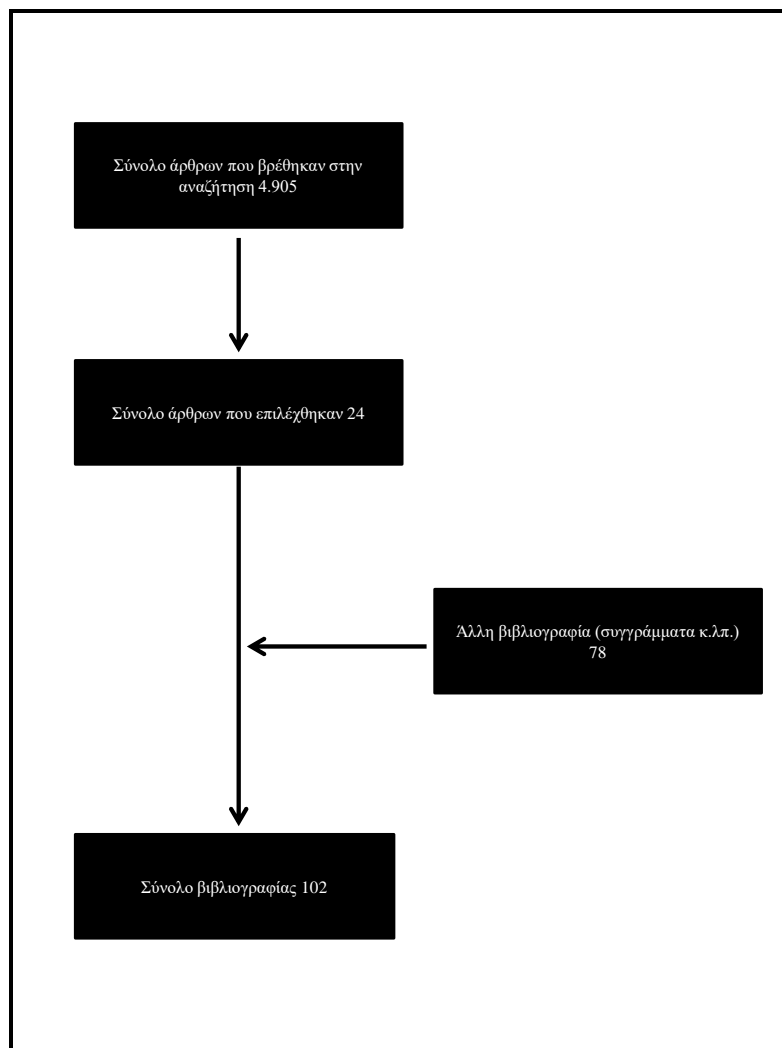 Σύνολο άρθρων που βρέθηκαν στην
αναζήτηση 4.905
Σύνολο άρθρων που επιλέχθηκαν 24
Άλλη βιβλιογραφία (συγγράμματα κ.λπ.)
78
Σύνολο βιβλιογραφίας 102